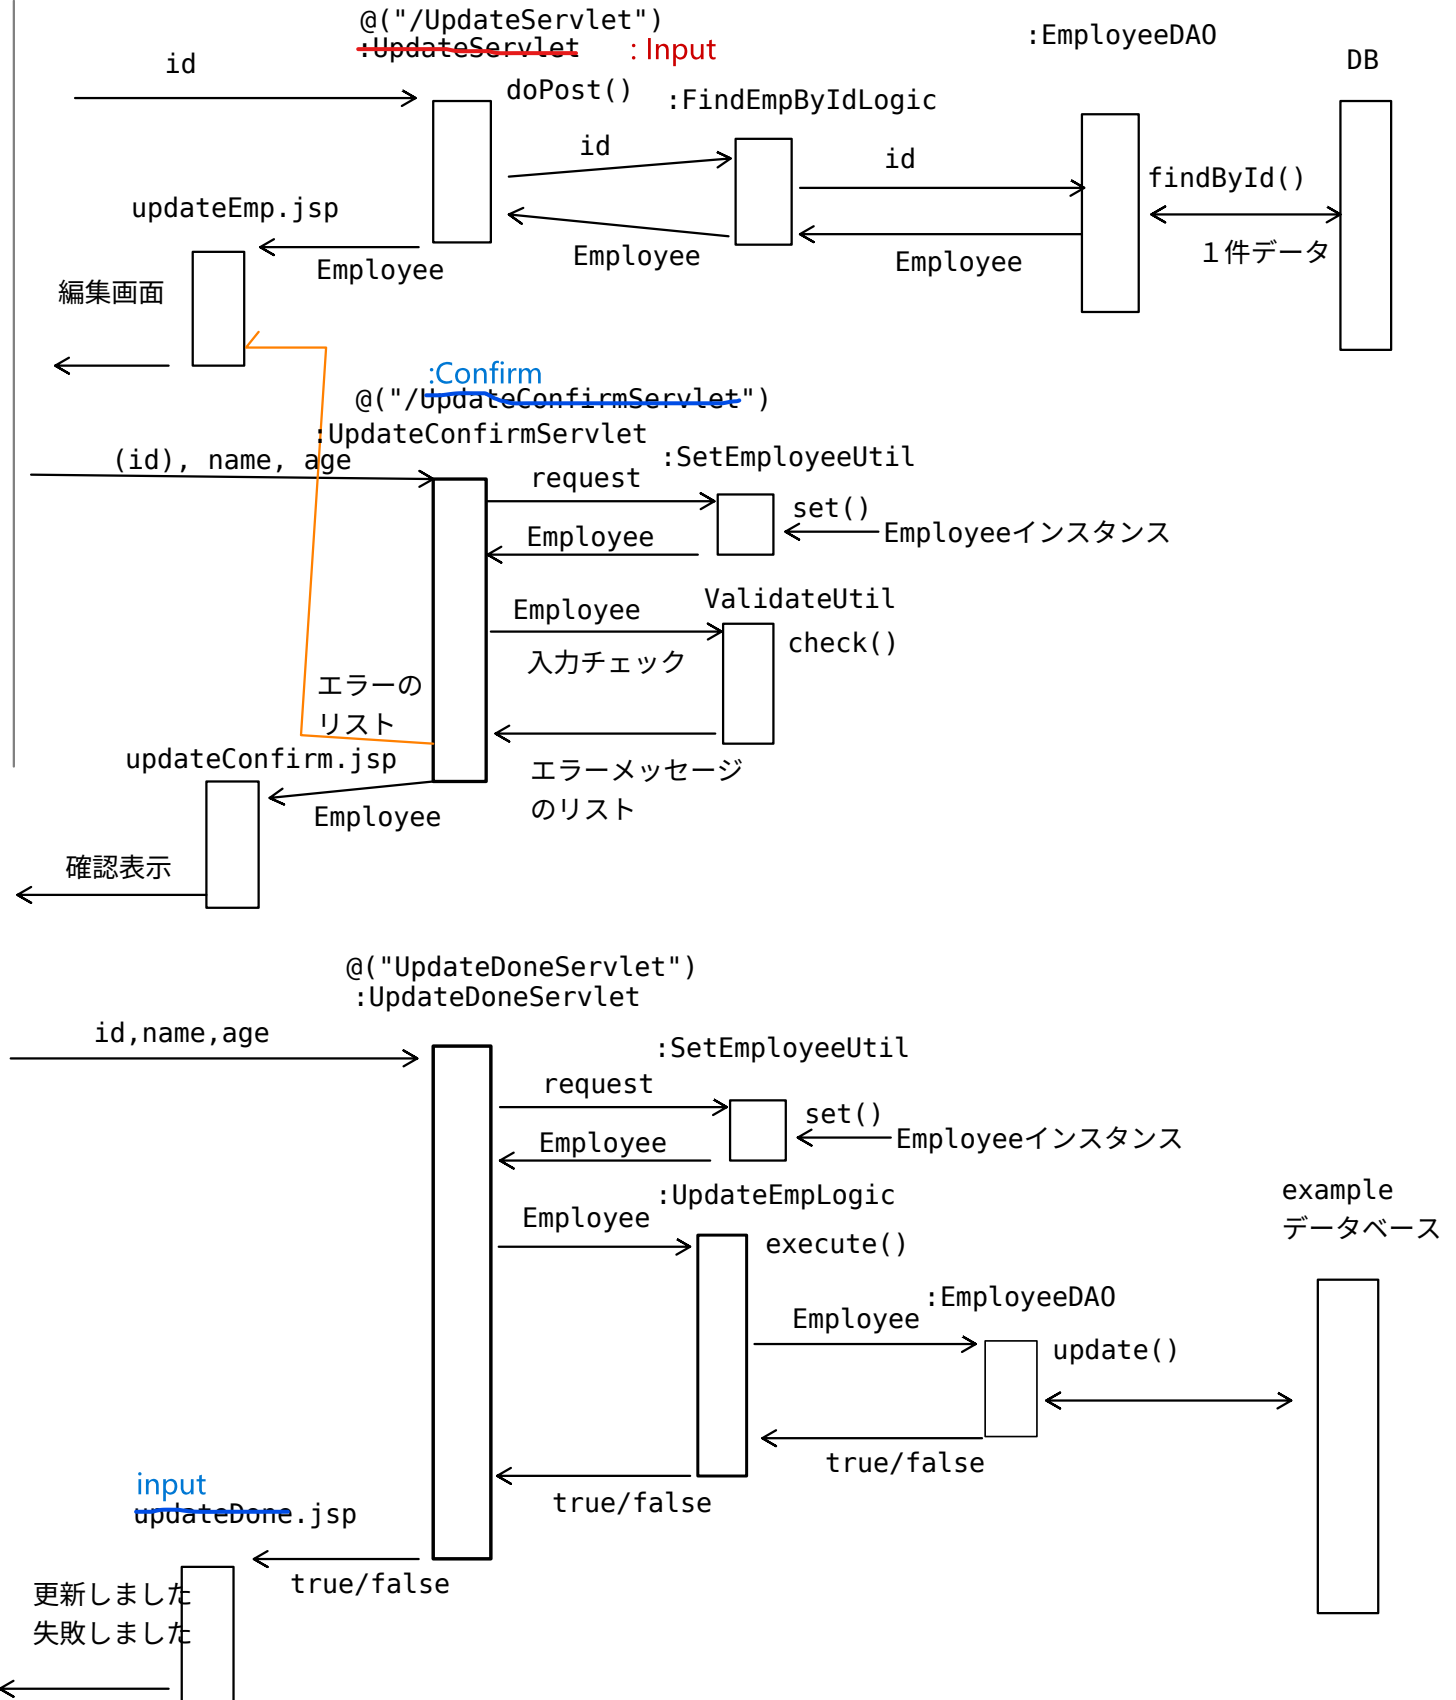 @("/UpdateServlet")
:UpdateServlet : Input
:EmployeeDAO
DB
id
doPost()
:FindEmpByIdLogic
id
id
findById()
updateEmp.jsp
Employee
Employee
Employee
1件データ
編集画面
:Confirm
@("/UpdateConfirmServlet")
:UpdateConfirmServlet
(id), name, age
:SetEmployeeUtil
request
set()
Employee
Employeeインスタンス
ValidateUtil
Employee
check()
入力チェック
エラーの
リスト
updateConfirm.jsp
エラーメッセージ
のリスト
Employee
確認表示
@("UpdateDoneServlet")
:UpdateDoneServlet
id,name,age
:SetEmployeeUtil
request
set()
Employee
Employeeインスタンス
:UpdateEmpLogic
example
データベース
Employee
execute()
:EmployeeDAO
Employee
update()
true/false
true/false
input
updateDone.jsp
true/false
更新しました
失敗しました